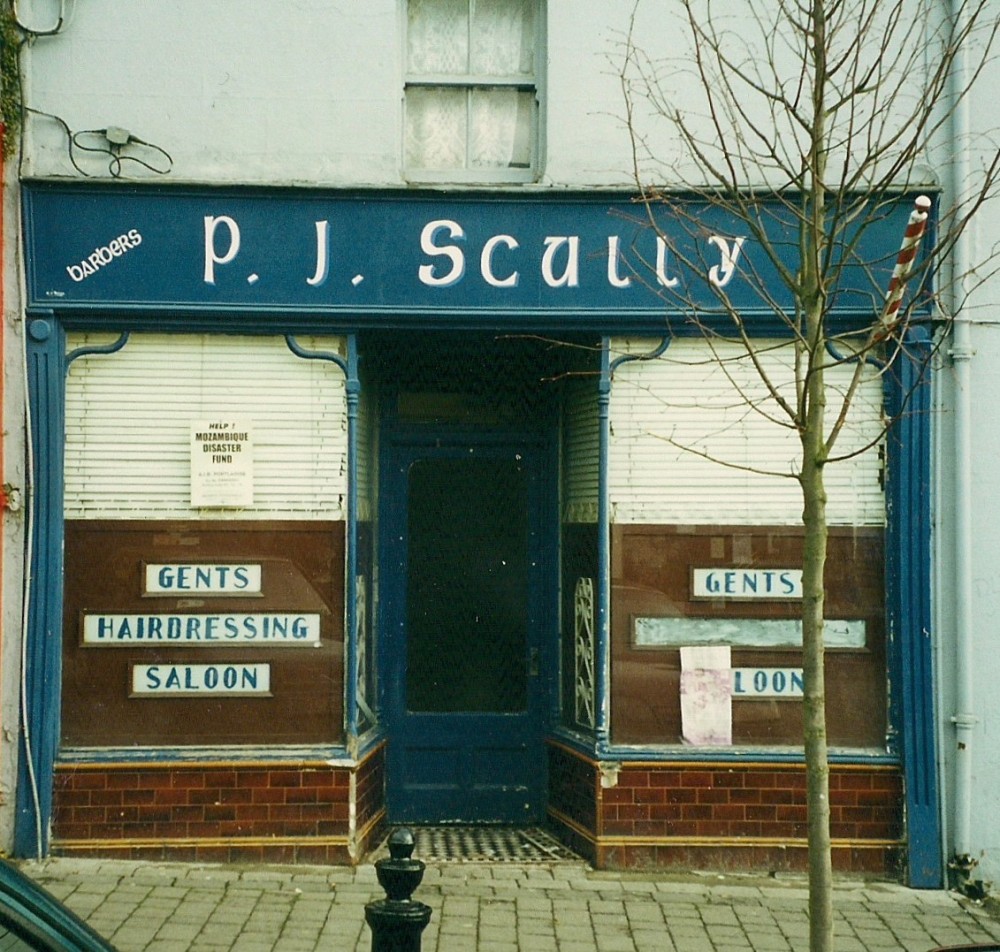 barbers
P. J. Scully
HELP !
MOZAMBIQUE
DISASTER
FUND
GENTS
HAIRDRESSING
SALOON
GENTS
LOON